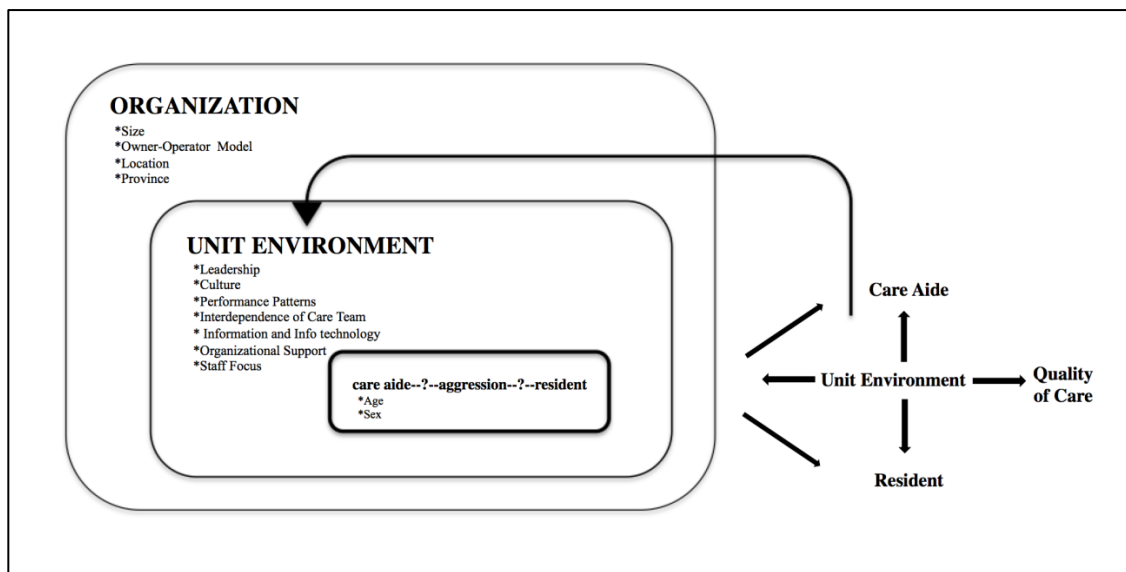 ORGANIZATION
*Size
*Owner-Operator Model
*Location
*Province
UNIT ENVIRONMENT
*Leadership
*Culture
*Performance Patterns
*Interdependence of Care Team
* Information and Info technology
*Organizational Support
*Staff Focus
care aide--?--aggression--?--resident
*Age
*Sex
Care Aide
Unit Environment
Quality
of Care
Resident